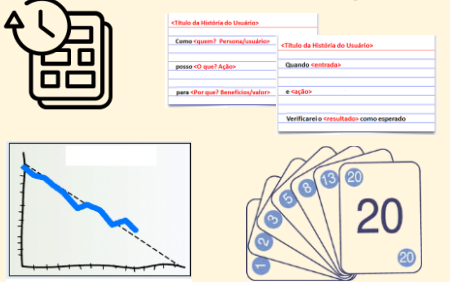 <Título da História do Usuário>
Como <quem? Persona/usuário>
posso <O que? Ação>
para <Por que? Benefícios/valor>
<Título da História do Usuário>
Quando <entrada>
e <ação>
Verificarei o <resultado> como esperado
1
2
3
5
8
13
20
20
20